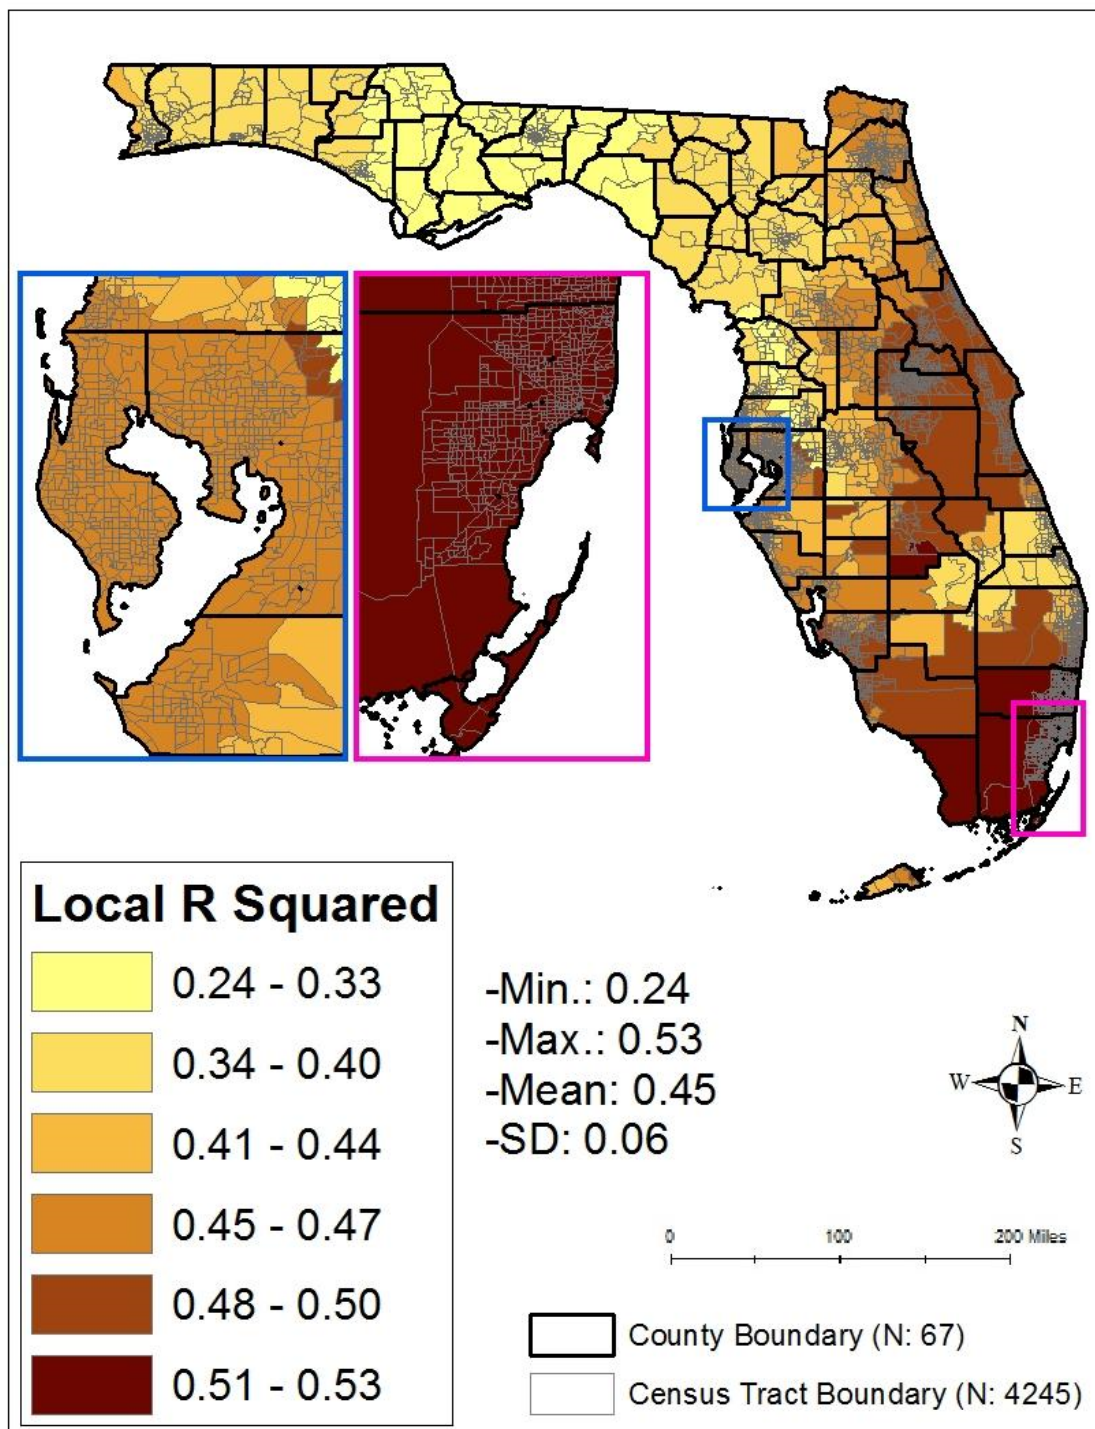 Local R Squared
0.24 - 0.33
0.34 - 0.40
0.41 - 0.44
0.45 - 0.47
0.48 - 0.50
0.51 - 0.53
-Min.: 0.24
-Max.: 0.53
-Mean: 0.45
-SD: 0.06
N
W E
S
0 100 200 Miles
County Boundary (N: 67)
Census Tract Boundary (N: 4245)